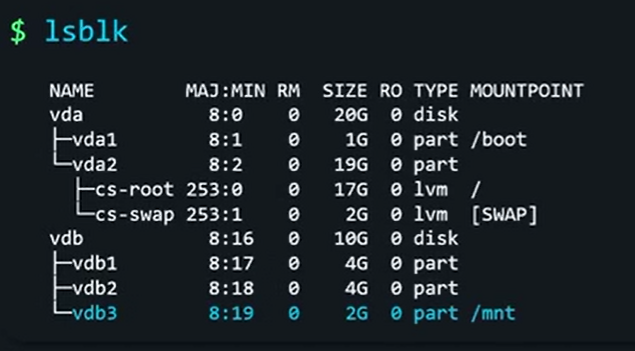 $ lsblk
NAME        MAJ:MIN RM  SIZE RO TYPE MOUNTPOINT
vda           8:0    0   20G  0 disk
├─vda1        8:1    0    1G  0 part /boot
└─vda2        8:2    0   19G  0 part
  ├─cs-root 253:0    0   17G  0 lvm  /
  └─cs-swap 253:1    0    2G  0 lvm  [SWAP]
vdb           8:16   0   10G  0 disk
├─vdb1        8:17   0    4G  0 part
├─vdb2        8:18   0    4G  0 part
└─vdb3        8:19   0    2G  0 part /mnt